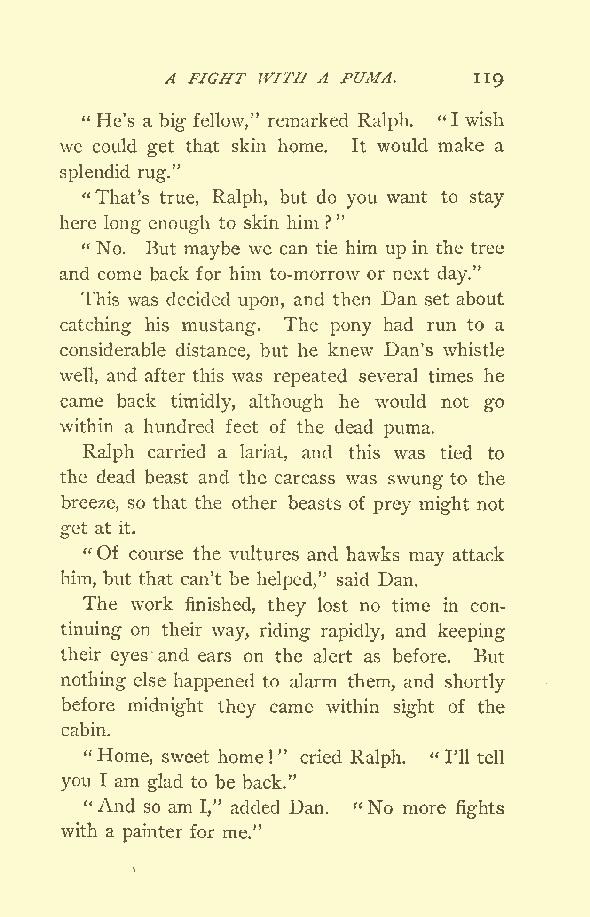 A FIGHT WITH A PUMA. 119
"He's a big fellow," remarked Ralph. "I wish
we could get that skin home. It would make a
splendid rug."
"That's true, Ralph, but do you want to stay
here long enough to skin him?"
"No. But maybe we can tie him up in the tree
and come back for him to-morrow or next day."
This was decided upon, and then Dan set about
catching his mustang. The pony had run to a
considerable distance, but he knew Dan's whistle
well, and after this was repeated several times he
came back timidly, although he would not go
within a hundred feet of the dead puma.
Ralph carried a lariat, and this was tied to
the dead beast and the carcass was swung to the
breeze, so that the other beasts of prey might not
get at it.
"Of course the vultures and hawks may attack
him, but that can't be helped," said Dan.
The work finished, they lost no time in con-
tinuing on their way, riding rapidly, and keeping
their eyes and ears on the alert as before. But
nothing else happened to alarm them, and shortly
before midnight they came within sight of the
cabin.
"Home, sweet home!" cried Ralph. "I'll tell
you I am glad to be back."
"And so am I," added Dan. "No more fights
with a painter for me."